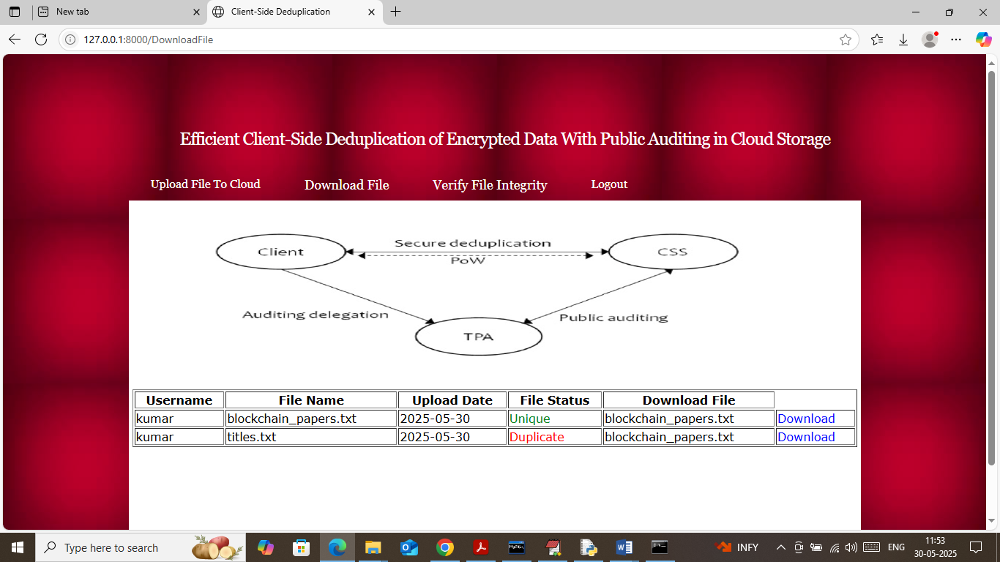 New tab
Client-Side Deduplication
127.0.0.1:8000/DownloadFile
Efficient Client-Side Deduplication of Encrypted Data With Public Auditing in Cloud Storage
Upload File To Cloud Download File Verify File Integrity Logout
Secure deduplication
Client CSS
PoW
Auditing delegation Public auditing
TPA
Username File Name Upload Date File Status Download File
kumar blockchain_papers.txt 2025-05-30 Unique blockchain_papers.txt Download
kumar titles.txt 2025-05-30 Duplicate blockchain_papers.txt Download
Type here to search
INFY
ENG
11:53
30-05-2025